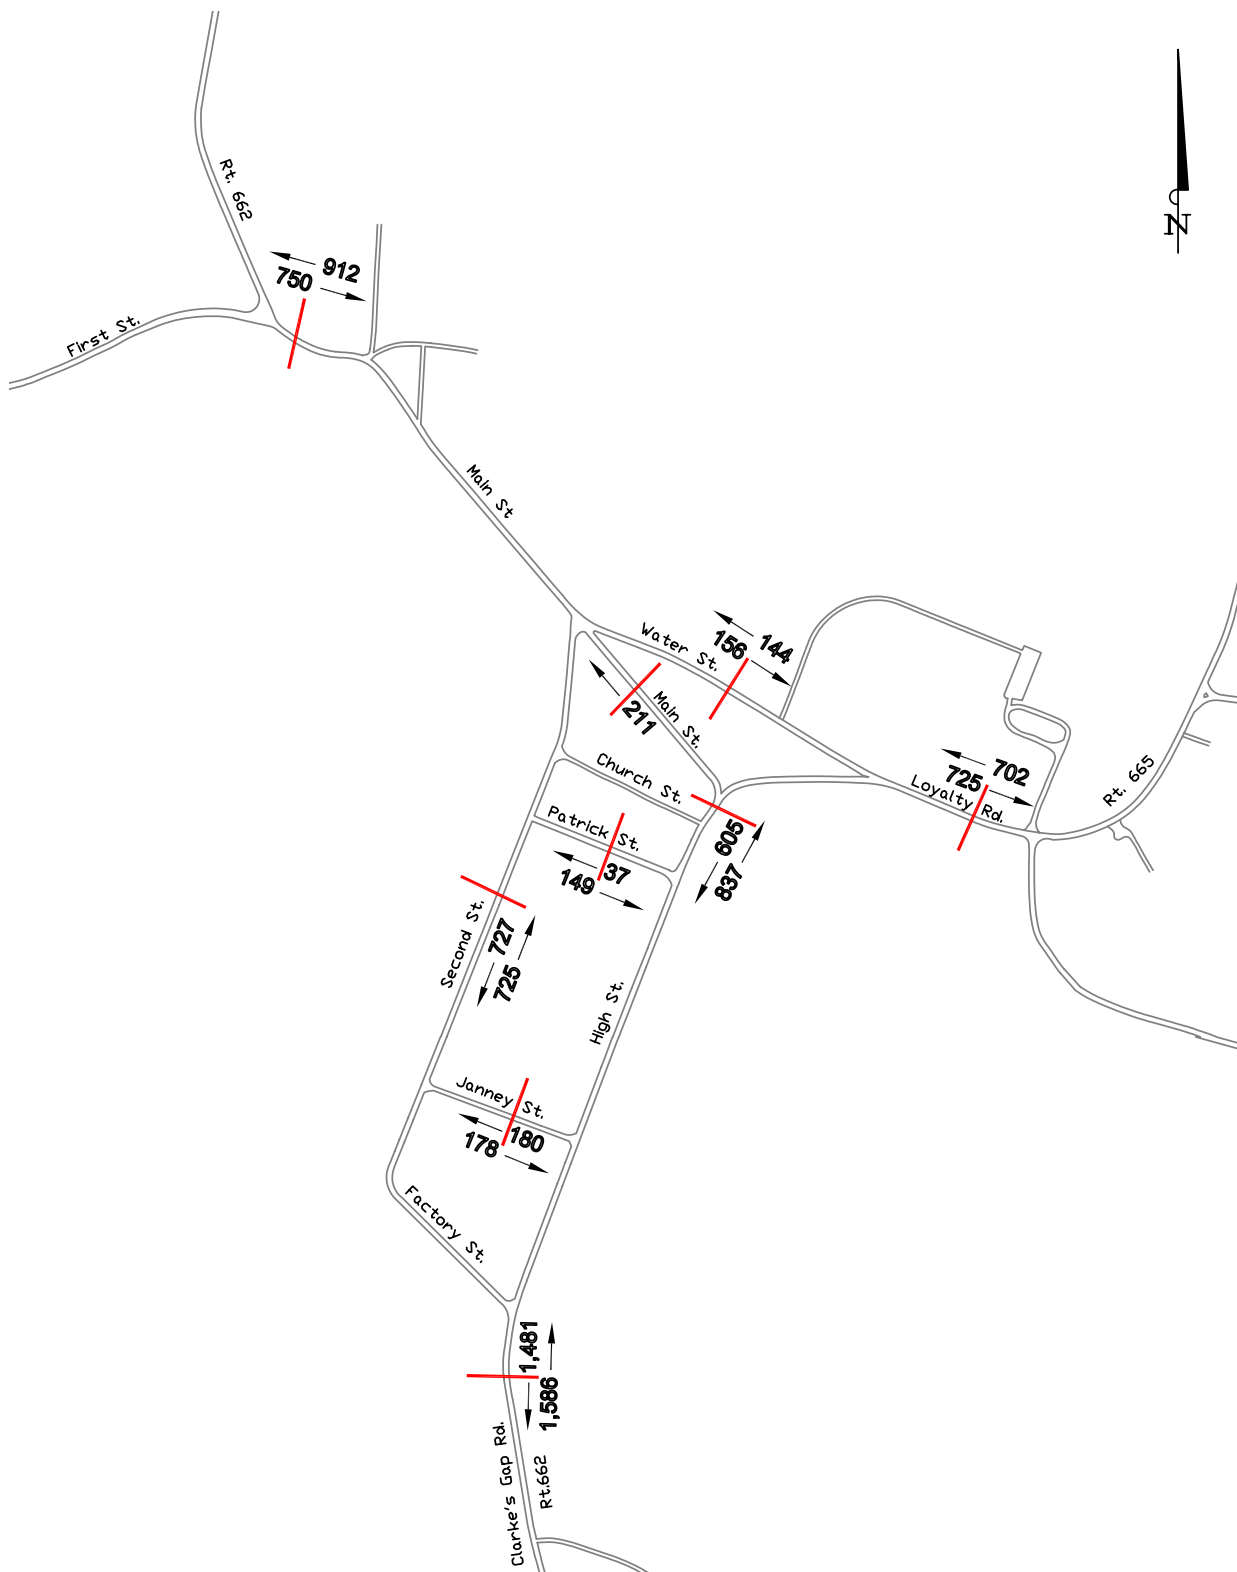 Rt. 662
N
912
750
First St.
Main St
Water St.
144
156
211
Main St.
Church St.
702
725
Loyalty Rd.
Rt. 665
Patrick St.
605
837
37
149
Second St.
727
725
High St.
Janney St.
180
178
Factory St.
1,481
1,586
Clarke's Gap Rd.
Rt.662